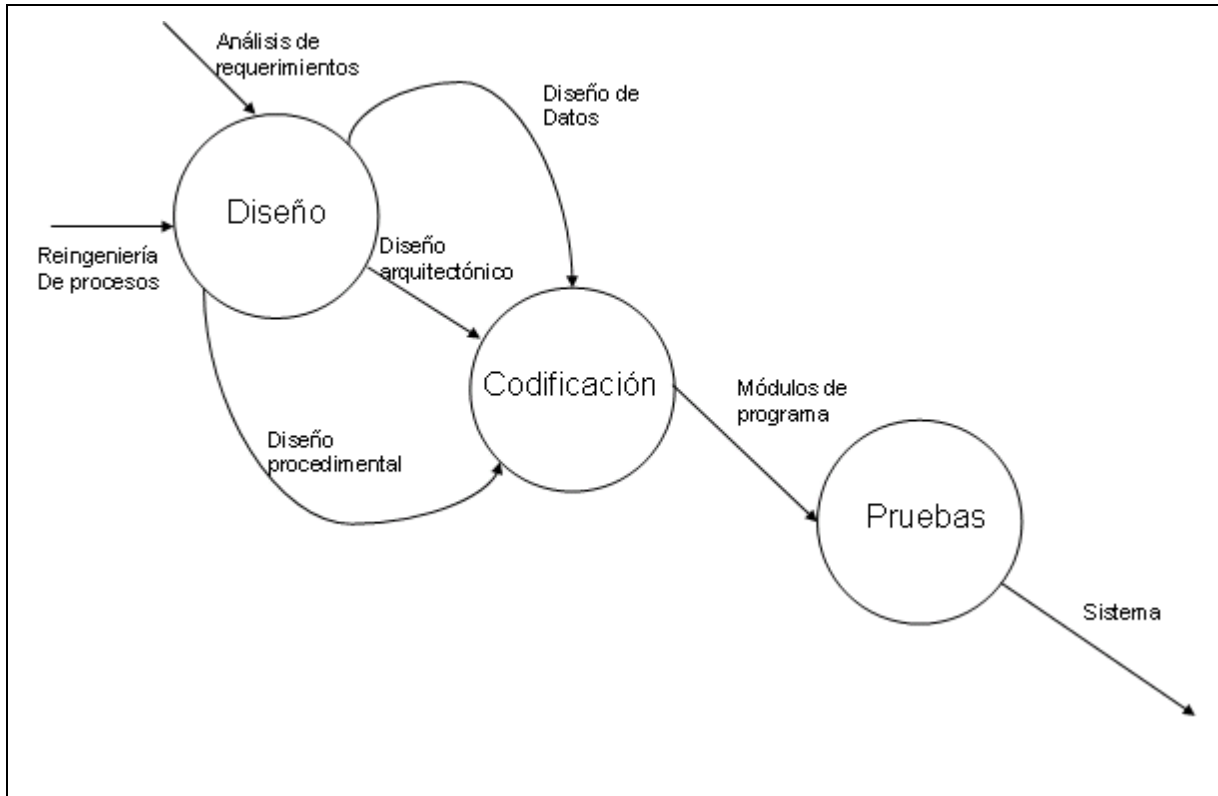 Análisis de
requerimientos
Diseño de
Datos
Diseño
Reingeniería
De procesos
Diseño
arquitectónico
Codificación
Diseño
procedimental
Módulos de
programa
Pruebas
Sistema